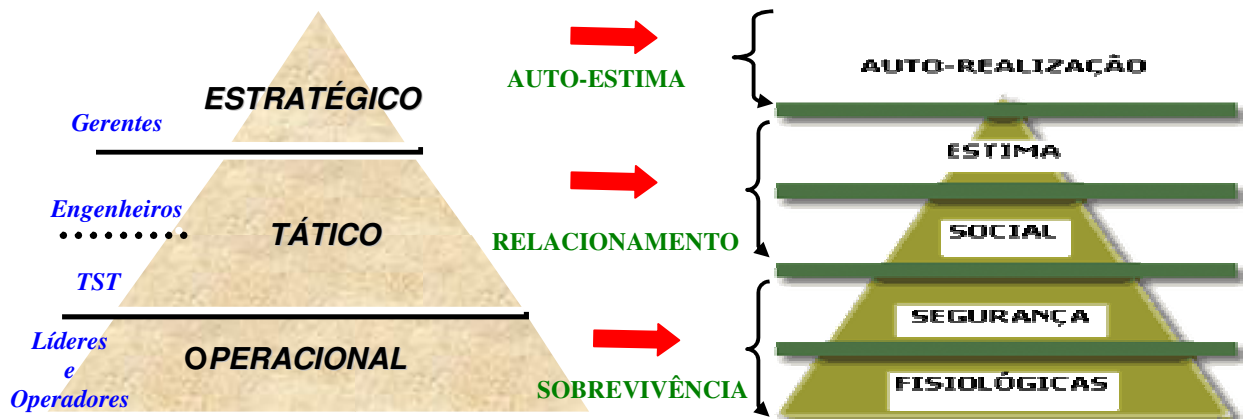 ESTRATÉGICO
Gerentes
Engenheiros
TÁTICO
TST
Líderes
e
Operadores
OPERACIONAL
AUTO-ESTIMA
RELACIONAMENTO
SOBREVIVÊNCIA
AUTO-REALIZAÇÃO
ESTIMA
SOCIAL
SEGURANÇA
FISIOLÓGICAS